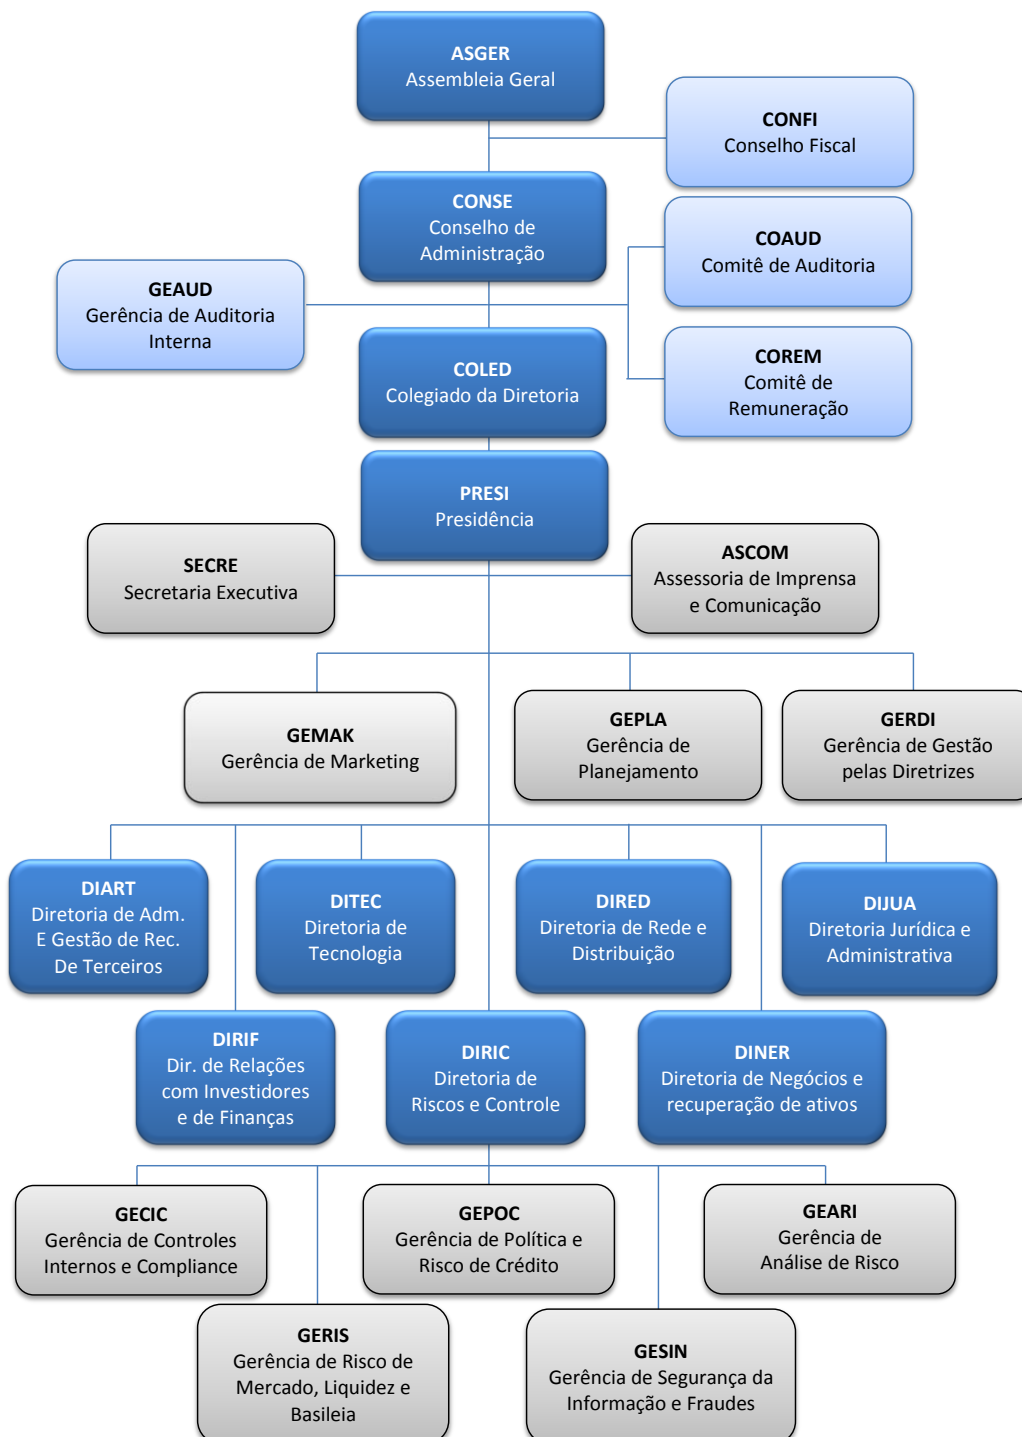 ASGER
Assembleia Geral
CONFI
Conselho Fiscal
CONSE
Conselho de
Administração
COAUD
Comitê de Auditoria
GEAUD
Gerência de Auditoria
Interna
COLED
Colegiado da Diretoria
COREM
Comitê de
Remuneração
PRESI
Presidência
SECRE
Secretaria Executiva
ASCOM
Assessoria de Imprensa
e Comunicação
GEMAK
Gerência de Marketing
GEPLA
Gerência de
Planejamento
GERDI
Gerência de Gestão
pelas Diretrizes
DIART
Diretoria de Adm.
E Gestão de Rec.
De Terceiros
DITEC
Diretoria de
Tecnologia
DIRED
Diretoria de Rede e
Distribuição
DIJUA
Diretoria Jurídica e
Administrativa
DIRIF
Dir. de Relações
com Investidores
e de Finanças
DIRIC
Diretoria de
Riscos e Controle
DINER
Diretoria de Negócios e
recuperação de ativos
GECIC
Gerência de Controles
Internos e Compliance
GEPOC
Gerência de Política e
Risco de Crédito
GEARI
Gerência de
Análise de Risco
GERIS
Gerência de Risco de
Mercado, Liquidez e
Basileia
GESIN
Gerência de Segurança da
Informação e Fraudes